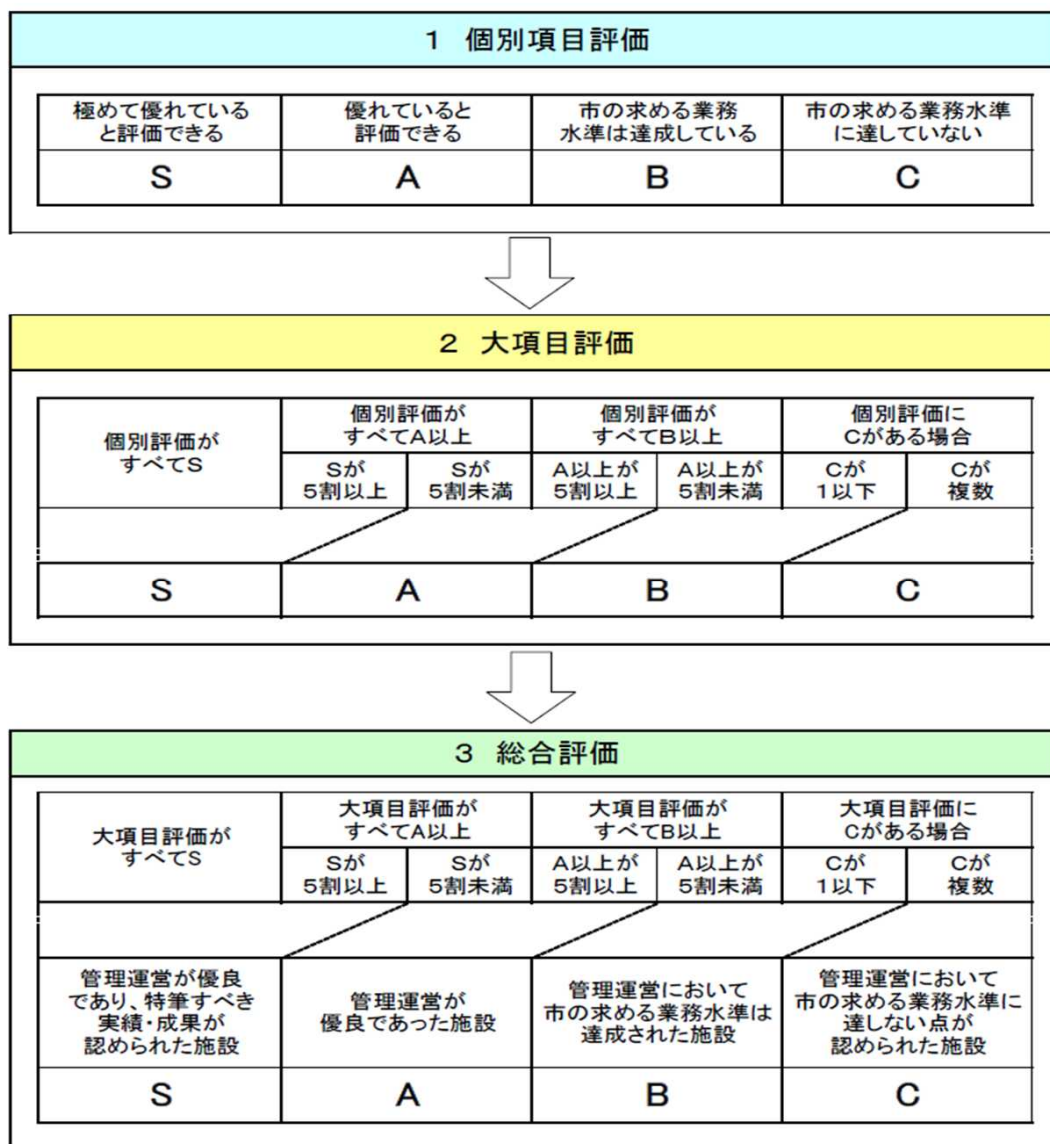 1 個別項目評価
極めて優れている
と評価できる
優れていると
評価できる
市の求める業務
水準は達成している
市の求める業務水準
に達していない
S
A
B
C
2 大項目評価
個別評価が
すべてS
個別評価が
すべてA以上
個別評価が
すべてB以上
個別評価に
Cがある場合
Sが
5割以上
Sが
5割未満
A以上が
5割以上
A以上が
5割未満
Cが
1以下
Cが
複数
S
A
B
C
3 総合評価
大項目評価が
すべてS
大項目評価が
すべてA以上
大項目評価が
すべてB以上
大項目評価に
Cがある場合
Sが
5割以上
Sが
5割未満
A以上が
5割以上
A以上が
5割未満
Cが
1以下
Cが
複数
管理運営が優良
であり、特筆すべき
実績・成果が
認められた施設
管理運営が
優良であった施設
管理運営において
市の求める業務水準は
達成された施設
管理運営において
市の求める業務水準に
達しない点が
認められた施設
S
A
B
C